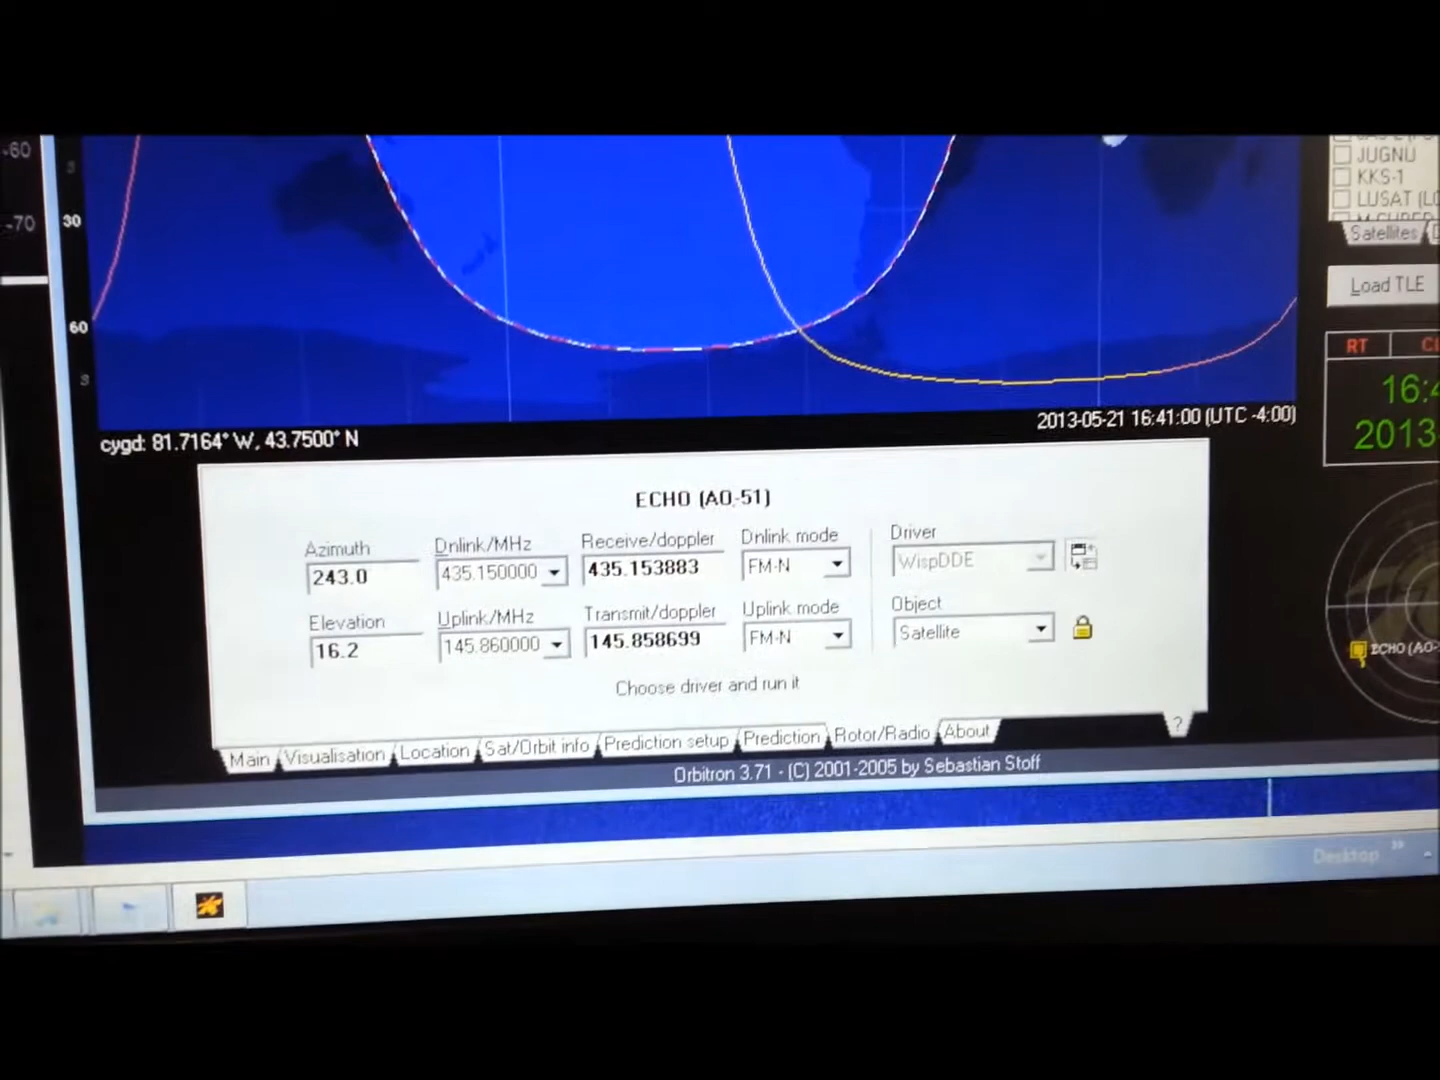 -60
-70
30
60
JUGNU
KKS-1
LUSAT
Satellites
Load TLE
RT
2013-05-21 16:41:00 (UTC -4:00)
cygd: 81.7164° W, 43.7500° N
ECHO (AO-51)
Azimuth
243.0
Dnlink/MHz
435.150000
Receive/doppler
435.153883
Dnlink mode
FM-N
Driver
WispDDE
Elevation
16.2
Uplink/MHz
145.860000
Transmit/doppler
145.858699
Uplink mode
FM-N
Object
Satellite
Choose driver and run it
ECHO (AO-
Main Visualisation Location Sat/Orbit info Prediction setup Prediction Rotor/Radio About ?
Orbitron 3.71 - (C) 2001-2005 by Sebastian Stoff
Desktop »